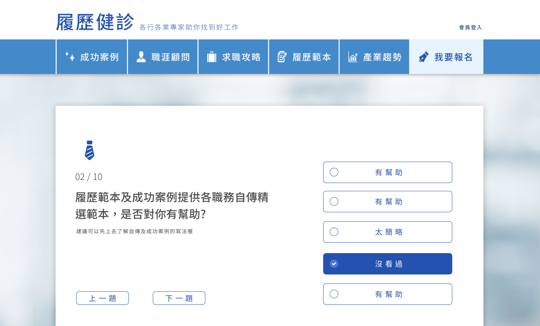 履歷健診 各行各業專家助你找到好工作
會員登入
成功案例 職涯顧問 求職攻略 履歷範本 產業趨勢 我要報名
02 / 10
履歷範本及成功案例提供各職務自傳精
選範本，是否對你有幫助?
建議可以先上去了解自傳及成功案例的寫法喔
有幫助
有幫助
太簡略
沒看過
有幫助
上一題 下一題